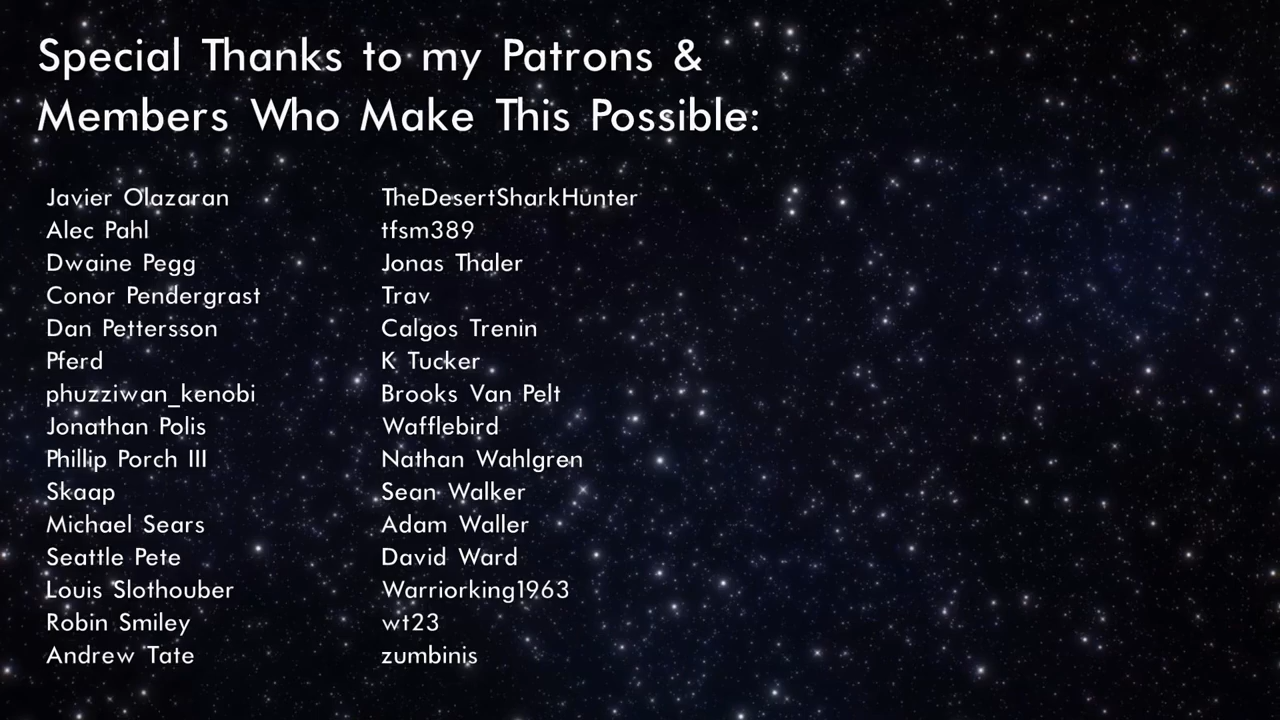 Special Thanks to my Patrons &
Members Who Make This Possible:
Javier Olazaran
Alec Pahl
Dwaine Pegg
Conor Pendergrast
Dan Pettersson
Pferd
phuzziwan_kenobi
Jonathan Polis
Phillip Porch III
Skaap
Michael Sears
Seattle Pete
Louis Slothouber
Robin Smiley
Andrew Tate
TheDesertSharkHunter
tfsm389
Jonas Thaler
Trav
Calgos Trenin
K Tucker
Brooks Van Pelt
Wafflebird
Nathan Wahlgren
Sean Walker
Adam Waller
David Ward
Warriorking1963
wt23
zumbinis